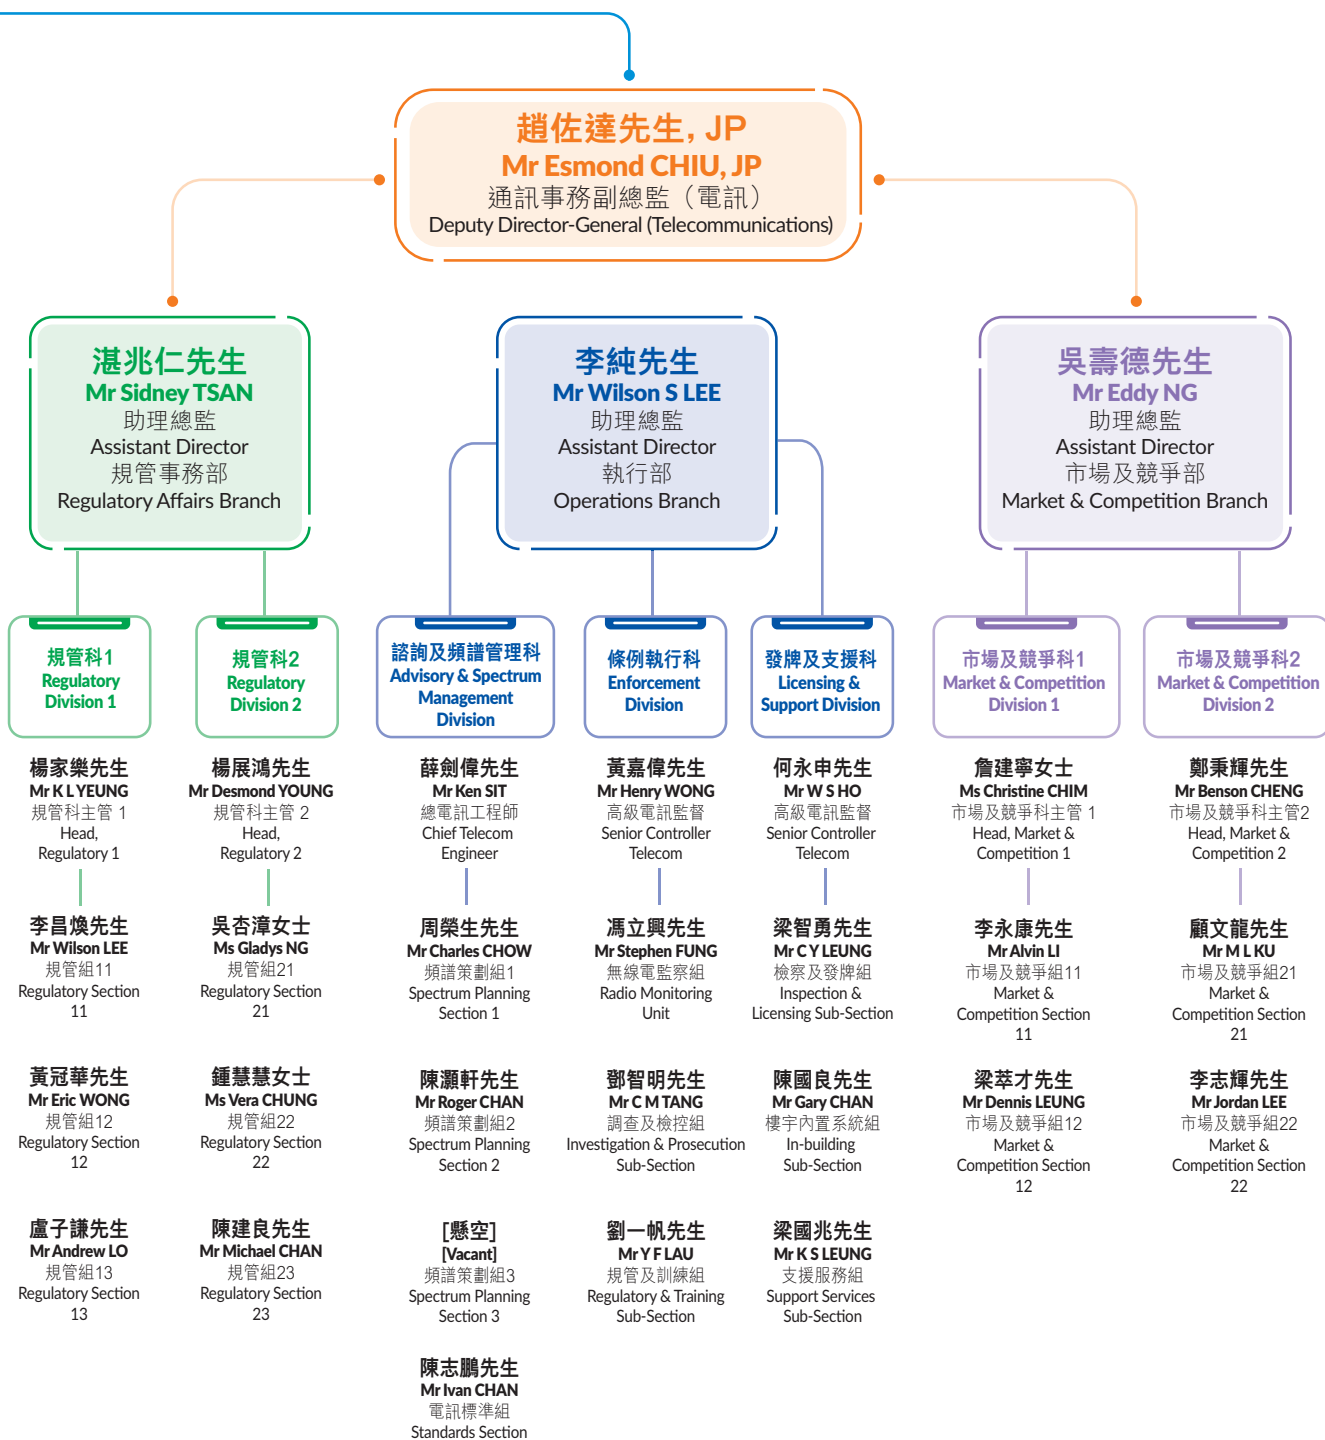 趙佐達先生, JP
Mr Esmond CHIU, JP
通訊事務副總監（電訊）
Deputy Director-General (Telecommunications)
湛兆仁先生
Mr Sidney TSAN
助理總監
Assistant Director
規管事務部
Regulatory Affairs Branch
李純先生
Mr Wilson S LEE
助理總監
Assistant Director
執行部
Operations Branch
吳壽德先生
Mr Eddy NG
助理總監
Assistant Director
市場及競爭部
Market & Competition Branch
規管科1
Regulatory
Division 1
楊家樂先生
Mr K L YEUNG
規管科主管 1
Head,
Regulatory 1
李昌煥先生
Mr Wilson LEE
規管組11
Regulatory Section
11
黃冠華先生
Mr Eric WONG
規管組12
Regulatory Section
12
盧子謙先生
Mr Andrew LO
規管組13
Regulatory Section
13
規管科2
Regulatory
Division 2
楊展鴻先生
Mr Desmond YOUNG
規管科主管 2
Head,
Regulatory 2
吳杏漳女士
Ms Gladys NG
規管組21
Regulatory Section
21
鍾慧慧女士
Ms Vera CHUNG
規管組22
Regulatory Section
22
陳建良先生
Mr Michael CHAN
規管組23
Regulatory Section
23
諮詢及頻譜管理科
Advisory & Spectrum
Management
Division
薛劍偉先生
Mr Ken SIT
總電訊工程師
Chief Telecom
Engineer
周榮生先生
Mr Charles CHOW
頻譜策劃組1
Spectrum Planning
Section 1
陳灝軒先生
Mr Roger CHAN
頻譜策劃組2
Spectrum Planning
Section 2
[懸空]
[Vacant]
頻譜策劃組3
Spectrum Planning
Section 3
陳志鵬先生
Mr Ivan CHAN
電訊標準組
Standards Section
條例執行科
Enforcement
Division
黃嘉偉先生
Mr Henry WONG
高級電訊監督
Senior Controller
Telecom
馮立興先生
Mr Stephen FUNG
無線電監察組
Radio Monitoring
Unit
鄧智明先生
Mr C M TANG
調查及檢控組
Investigation & Prosecution
Sub-Section
劉一帆先生
Mr Y F LAU
規管及訓練組
Regulatory & Training
Sub-Section
發牌及支援科
Licensing &
Support Division
何永申先生
Mr W S HO
高級電訊監督
Senior Controller
Telecom
梁智勇先生
Mr C Y LEUNG
檢察及發牌組
Inspection &
Licensing Sub-Section
陳國良先生
Mr Gary CHAN
樓宇內置系統組
In-building
Sub-Section
梁國兆先生
Mr K S LEUNG
支援服務組
Support Services
Sub-Section
市場及競爭科1
Market & Competition
Division 1
詹建寧女士
Ms Christine CHIM
市場及競爭科主管 1
Head, Market &
Competition 1
李永康先生
Mr Alvin LI
市場及競爭組11
Market &
Competition Section
11
梁萃才先生
Mr Dennis LEUNG
市場及競爭組12
Market &
Competition Section
12
市場及競爭科2
Market & Competition
Division 2
鄭秉輝先生
Mr Benson CHENG
市場及競爭科主管2
Head, Market &
Competition 2
顧文龍先生
Mr M L KU
市場及競爭組21
Market &
Competition Section
21
李志輝先生
Mr Jordan LEE
市場及競爭組22
Market &
Competition Section
22